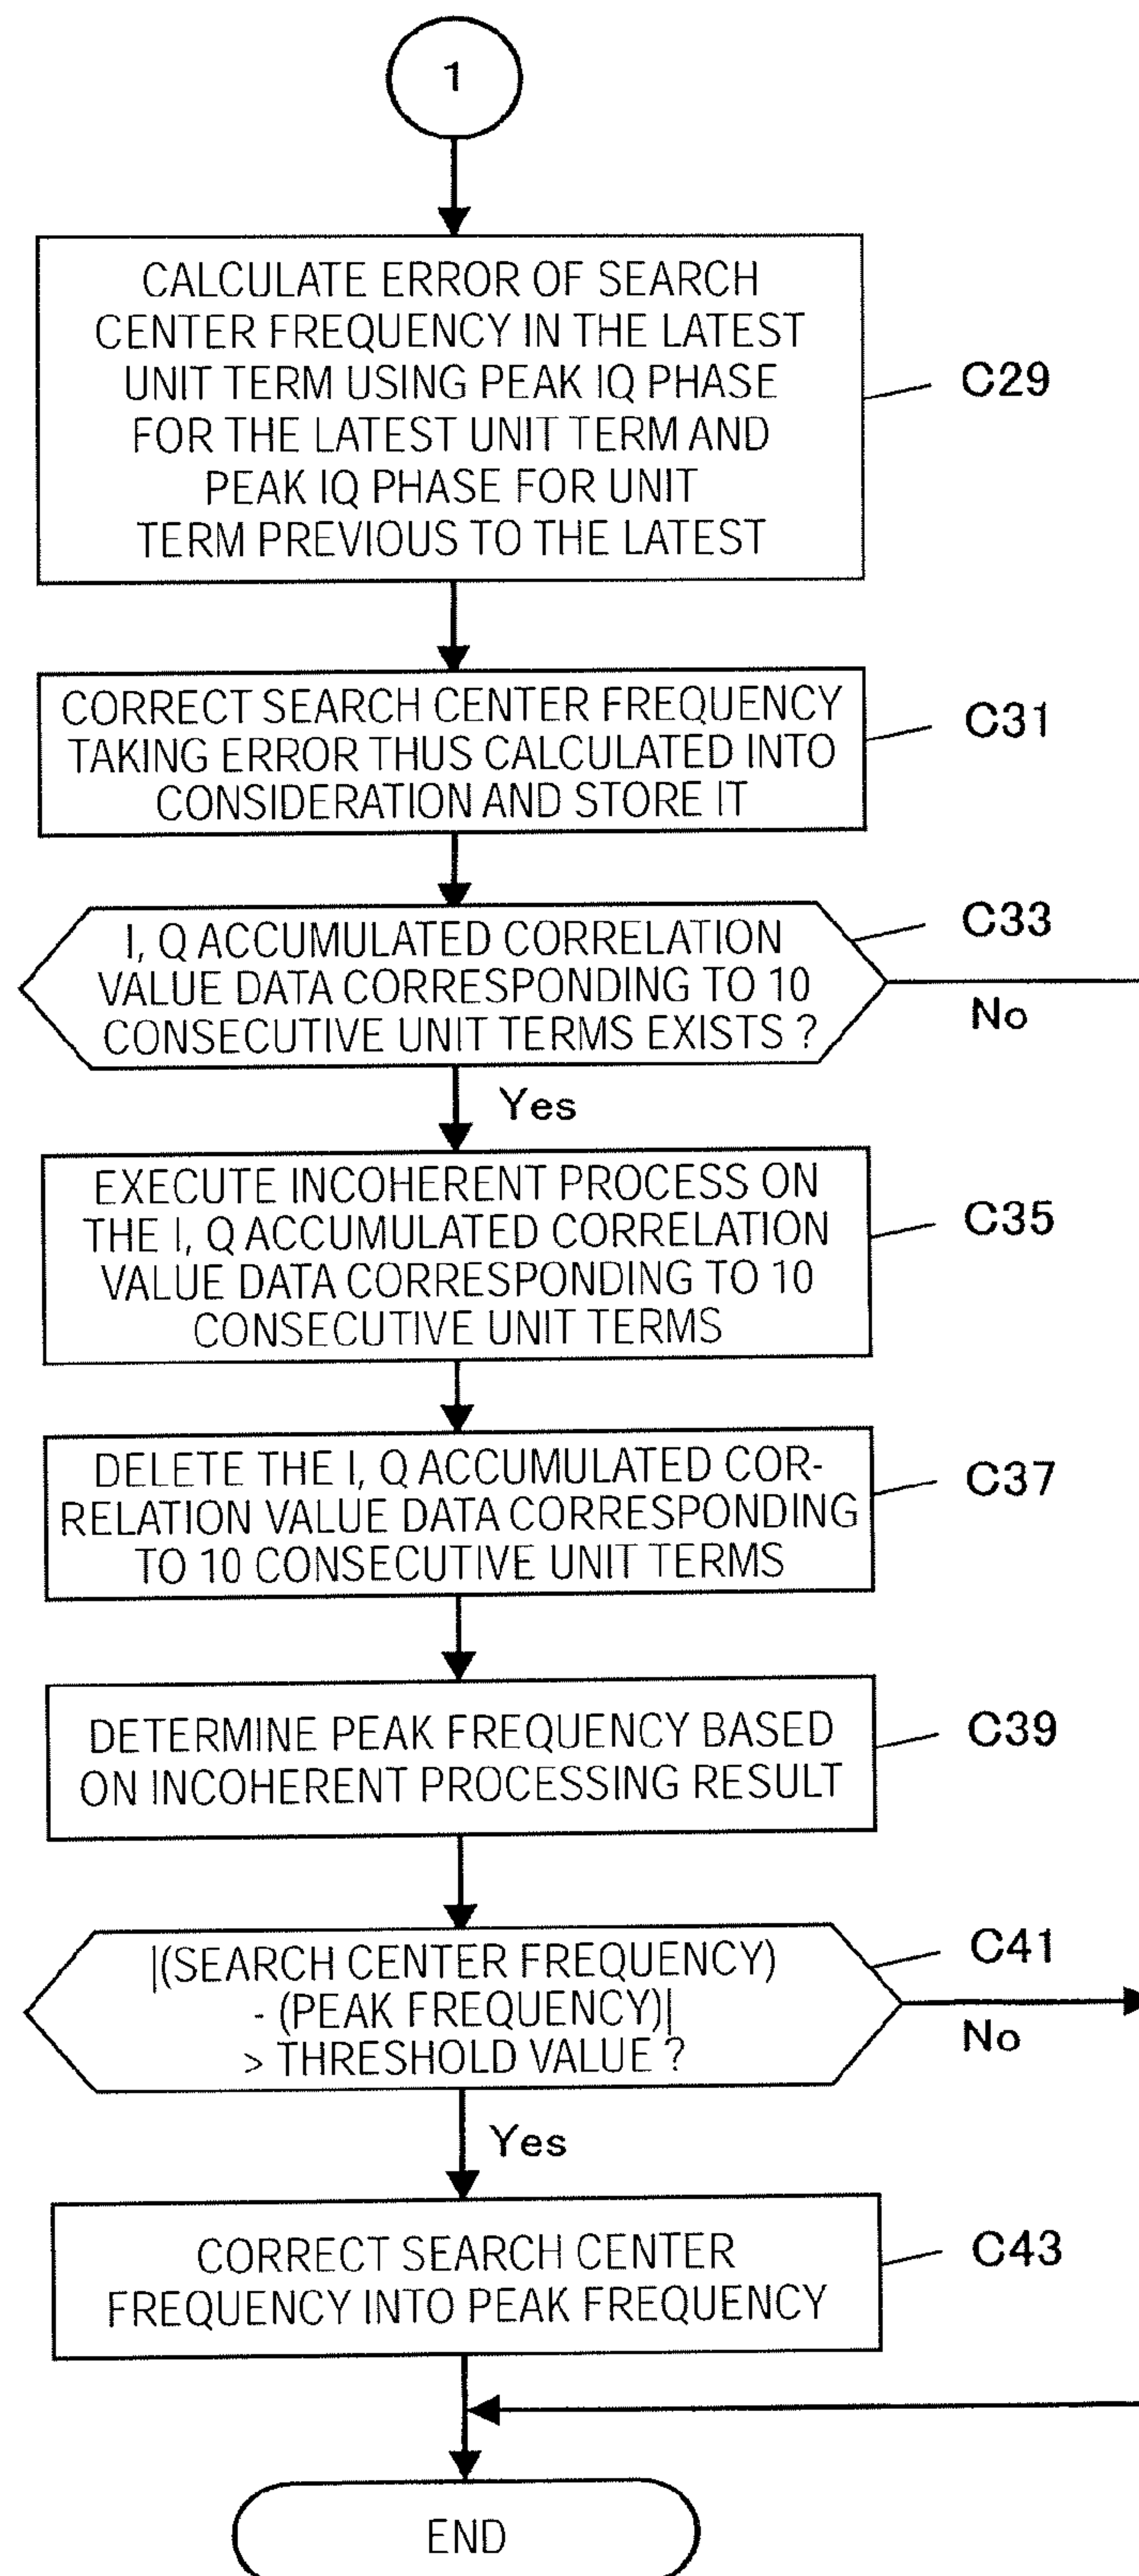 1
CALCULATE ERROR OF SEARCH
CENTER FREQUENCY IN THE LATEST
UNIT TERM USING PEAK IQ PHASE
FOR THE LATEST UNIT TERM AND
PEAK IQ PHASE FOR UNIT
TERM PREVIOUS TO THE LATEST
C29
CORRECT SEARCH CENTER FREQUENCY
TAKING ERROR THUS CALCULATED INTO
CONSIDERATION AND STORE IT
C31
I, Q ACCUMULATED CORRELATION
VALUE DATA CORRESPONDING TO 10
CONSECUTIVE UNIT TERMS EXISTS ?
C33
No
Yes
EXECUTE INCOHERENT PROCESS ON
THE I, Q ACCUMULATED CORRELATION
VALUE DATA CORRESPONDING TO 10
CONSECUTIVE UNIT TERMS
C35
DELETE THE I, Q ACCUMULATED COR-
RELATION VALUE DATA CORRESPONDING
TO 10 CONSECUTIVE UNIT TERMS
C37
DETERMINE PEAK FREQUENCY BASED
ON INCOHERENT PROCESSING RESULT
C39
|(SEARCH CENTER FREQUENCY)
- (PEAK FREQUENCY)|
> THRESHOLD VALUE ?
C41
No
Yes
CORRECT SEARCH CENTER
FREQUENCY INTO PEAK FREQUENCY
C43
END